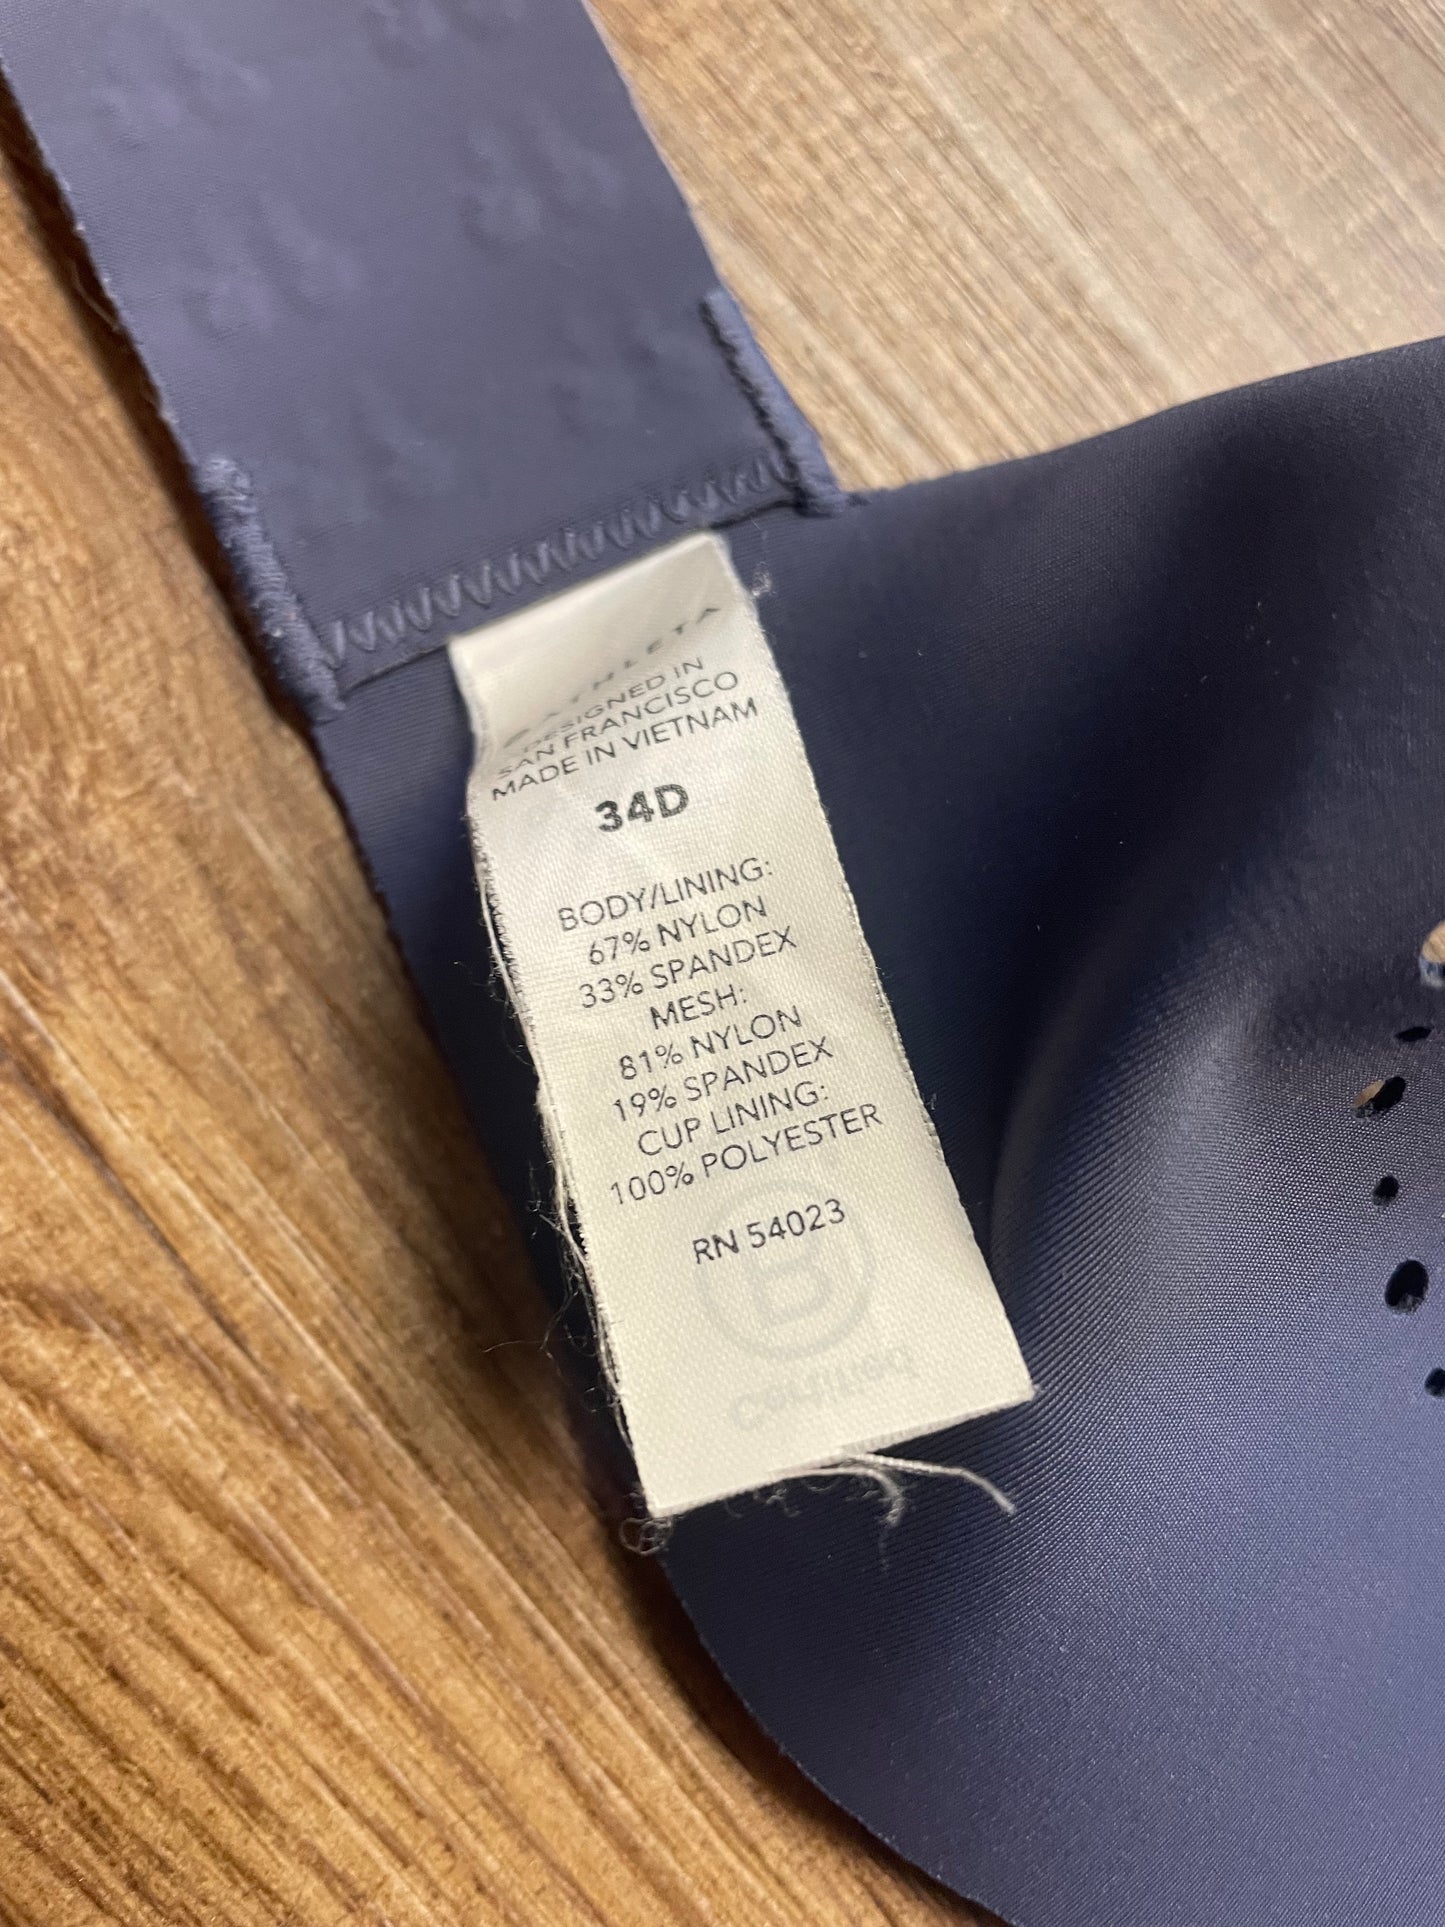 ATHLETA
DESIGNED IN
SAN FRANCISCO
MADE IN VIETNAM
34D
BODY/LINING:
67% NYLON
33% SPANDEX
MESH:
81% NYLON
19% SPANDEX
CUP LINING:
100% POLYESTER
RN 54023
B